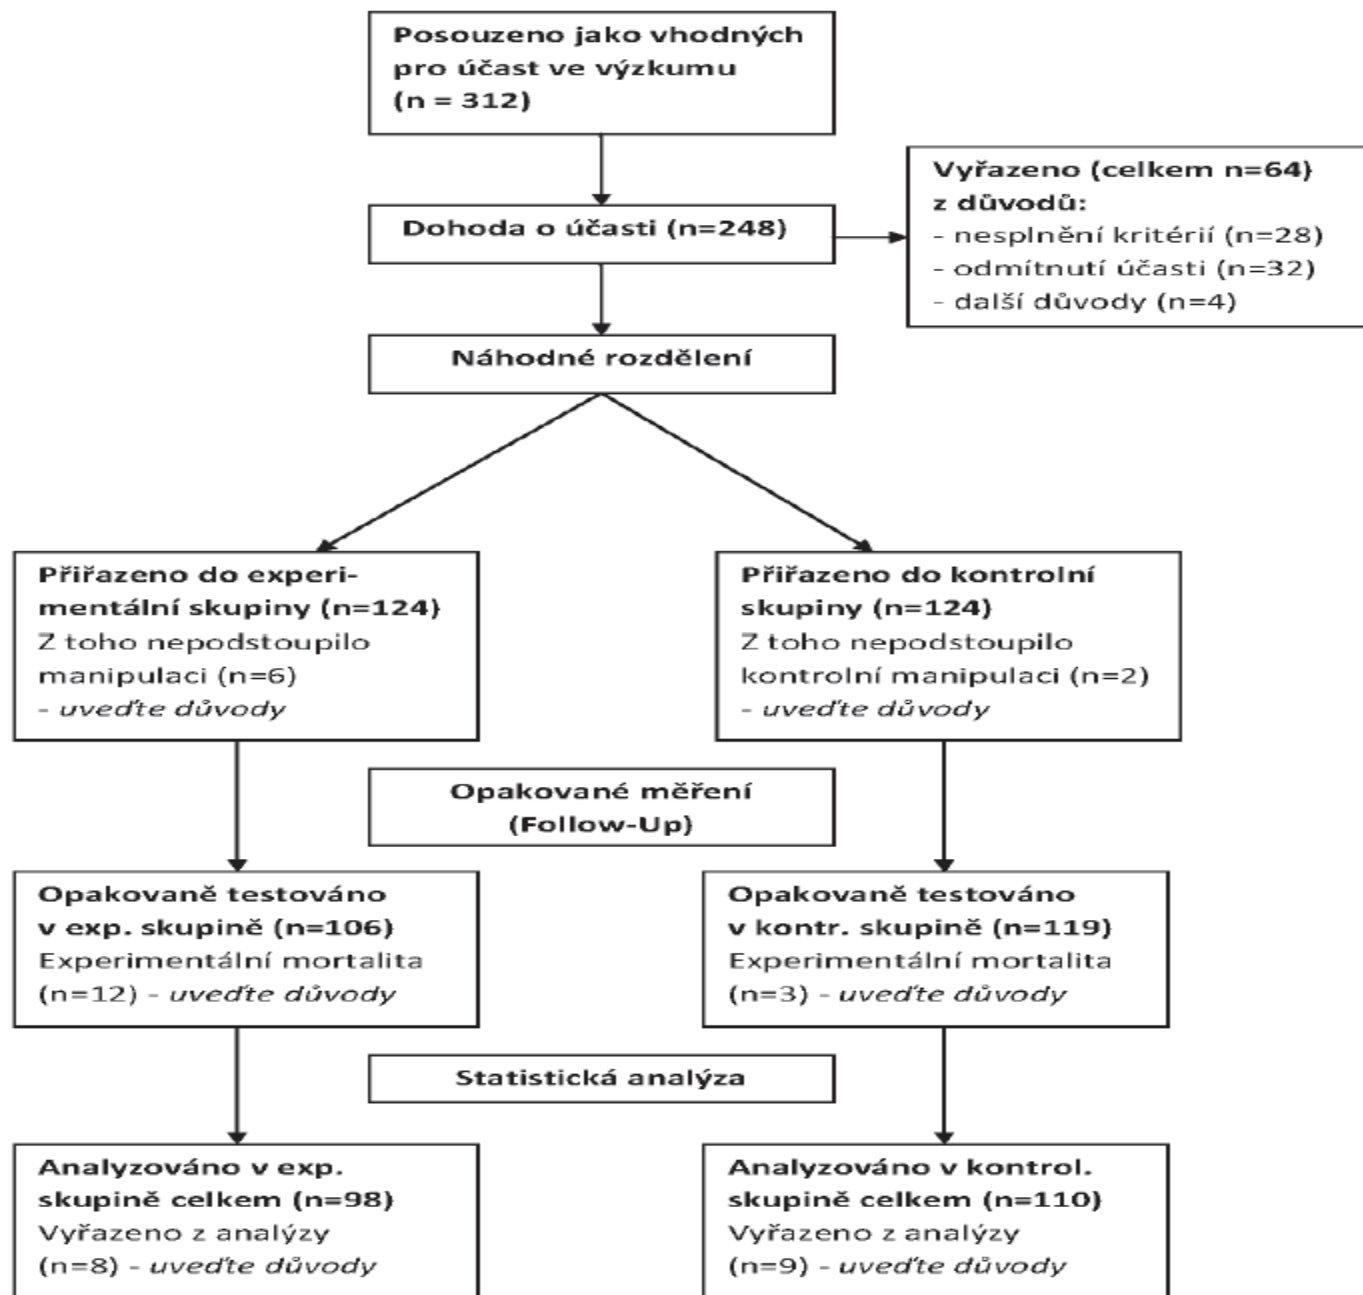 Posouzeno jako vhodných
pro účast ve výzkumu
(n = 312)
Vyřazeno (celkem n=64)
z důvodů:
- nesplnění kritérií (n=28)
- odmítnutí účasti (n=32)
- další důvody (n=4)
Dohoda o účasti (n=248)
Náhodné rozdělení
Přiřazeno do experi-
mentální skupiny (n=124)
Z toho nepodstoupilo
manipulaci (n=6)
- uveďte důvody
Přiřazeno do kontrolní
skupiny (n=124)
Z toho nepodstoupilo
kontrolní manipulaci (n=2)
- uveďte důvody
Opakované měření
(Follow-Up)
Opakovaně testováno
v exp. skupině (n=106)
Experimentální mortalita
(n=12) - uveďte důvody
Opakovaně testováno
v kontr. skupině (n=119)
Experimentální mortalita
(n=3) - uveďte důvody
Statistická analýza
Analyzováno v exp.
skupině celkem (n=98)
Vyřazeno z analýzy
(n=8) - uveďte důvody
Analyzováno v kontrol.
skupině celkem (n=110)
Vyřazeno z analýzy
(n=9) - uveďte důvody